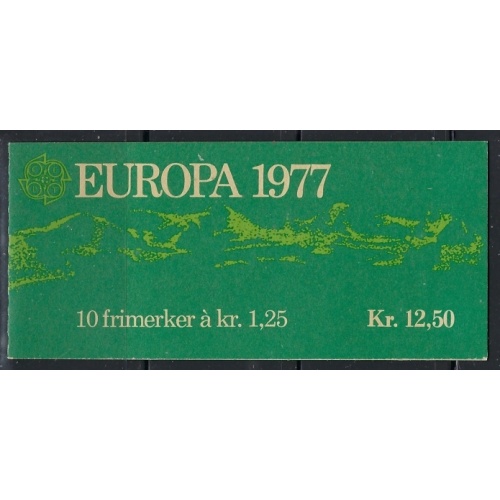 EUROPA 1977
10 frimerker à kr. 1,25
Kr. 12,50